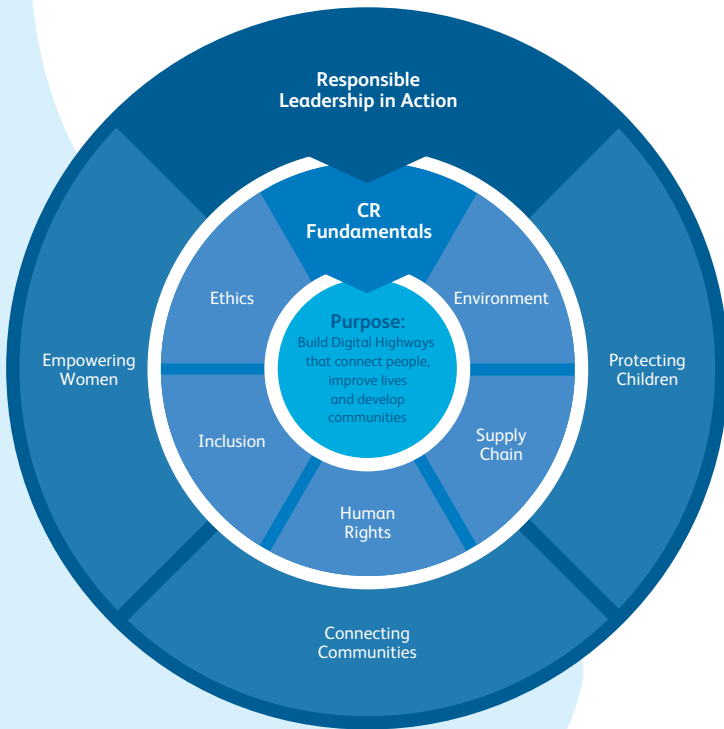 Responsible
Leadership in Action
CR
Fundamentals
Ethics
Environment
Purpose:
Build Digital Highways
that connect people,
improve lives
and develop
communities
Empowering
Women
Protecting
Children
Inclusion
Supply
Chain
Human
Rights
Connecting
Communities